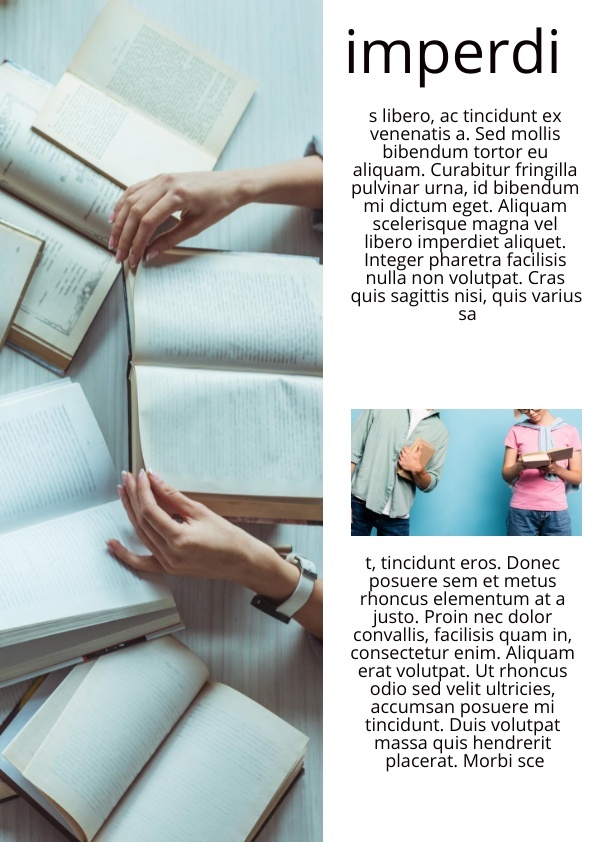 imperdi
s libero, ac tincidunt ex
venenatis a. Sed mollis
bibendum tortor eu
aliquam. Curabitur fringilla
pulvinar urna, id bibendum
mi dictum eget. Aliquam
scelerisque magna vel
libero imperdiet aliquet.
Integer pharetra facilisis
nulla non volutpat. Cras
quis sagittis nisi, quis varius
sa
t, tincidunt eros. Donec
posuere sem et metus
rhoncus elementum at a
justo. Proin nec dolor
convallis, facilisis quam in,
consectetur enim. Aliquam
erat volutpat. Ut rhoncus
odio sed velit ultricies,
accumsan posuere mi
tincidunt. Duis volutpat
massa quis hendrerit
placerat. Morbi sce